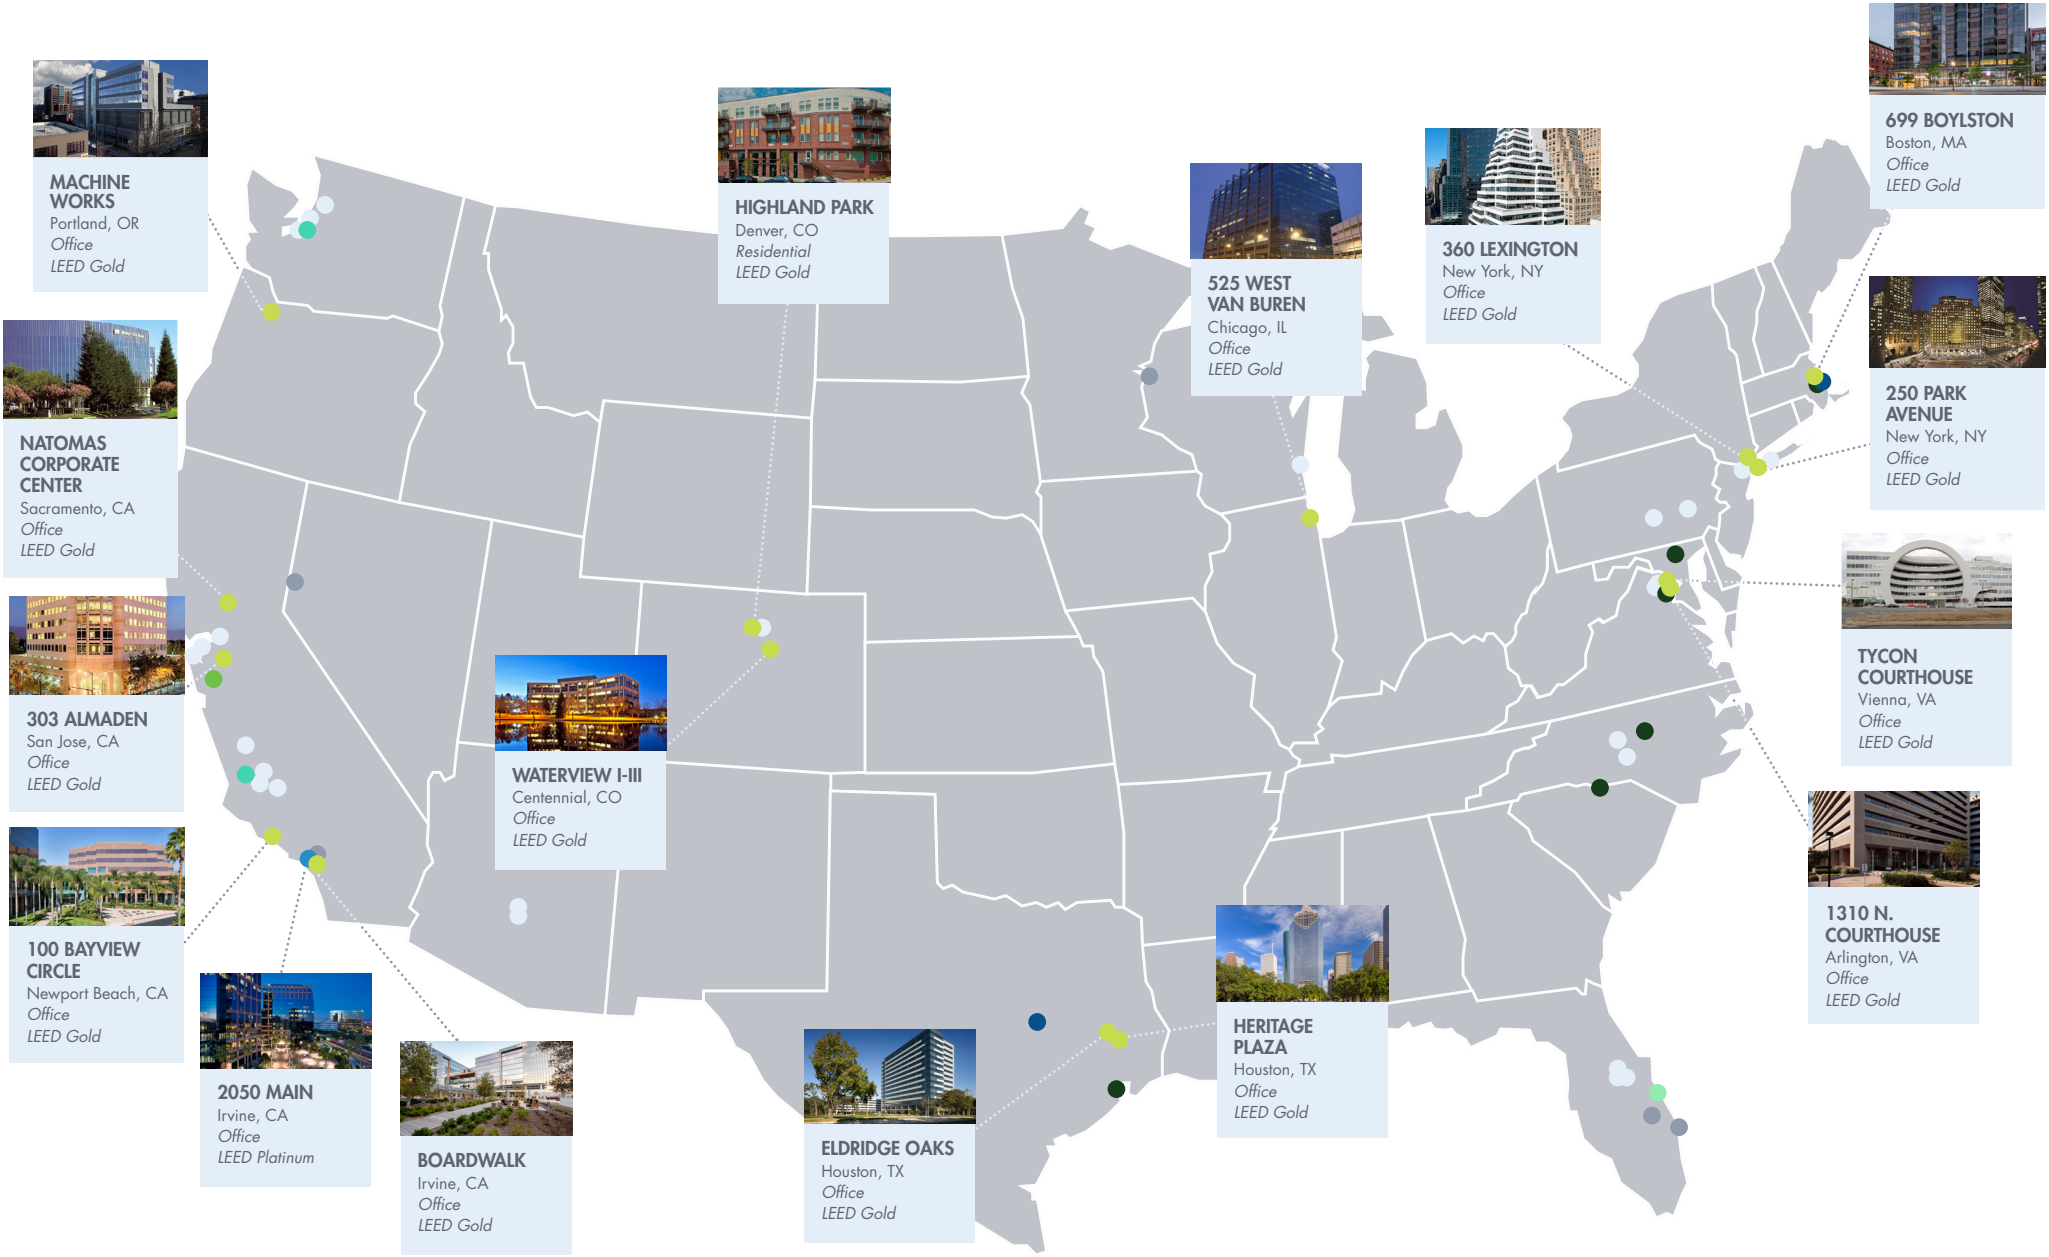 MACHINE
WORKS
Portland, OR
Office
LEED Gold
NATOMAS
CORPORATE
CENTER
Sacramento, CA
Office
LEED Gold
303 ALMADEN
San Jose, CA
Office
LEED Gold
100 BAYVIEW
CIRCLE
Newport Beach, CA
Office
LEED Gold
2050 MAIN
Irvine, CA
Office
LEED Platinum
BOARDWALK
Irvine, CA
Office
LEED Gold
HIGHLAND PARK
Denver, CO
Residential
LEED Gold
WATERVIEW I-III
Centennial, CO
Office
LEED Gold
ELDRIDGE OAKS
Houston, TX
Office
LEED Gold
HERITAGE
PLAZA
Houston, TX
Office
LEED Gold
525 WEST
VAN BUREN
Chicago, IL
Office
LEED Gold
360 LEXINGTON
New York, NY
Office
LEED Gold
699 BOYLSTON
Boston, MA
Office
LEED Gold
250 PARK
AVENUE
New York, NY
Office
LEED Gold
TYCON
COURTHOUSE
Vienna, VA
Office
LEED Gold
1310 N.
COURTHOUSE
Arlington, VA
Office
LEED Gold